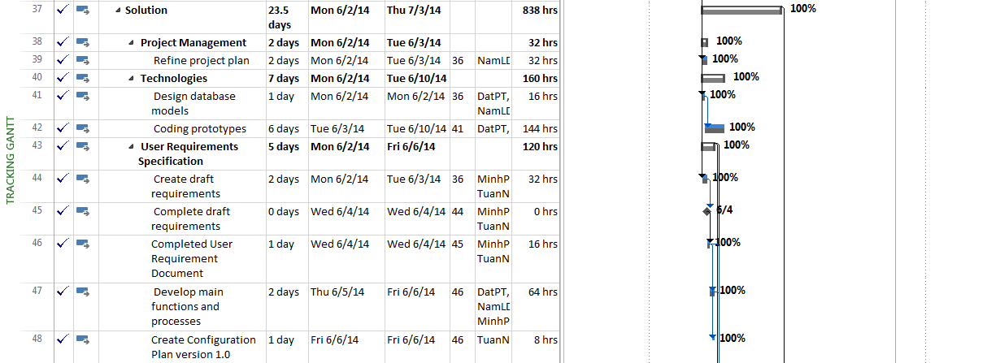 37 Solution 23.5 Mon 6/2/14 Thu 7/3/14 838 hrs 100%
days
38 Project Management 2 days Mon 6/2/14 Tue 6/3/14 32 hrs 100%
39 Refine project plan 2 days Mon 6/2/14 Tue 6/3/14 36 NamLD 32 hrs 100%
40 Technologies 7 days Mon 6/2/14 Tue 6/10/14 160 hrs 100%
41 Design database 1 day Mon 6/2/14 Mon 6/2/14 36 DatPT, 16 hrs 100%
models NamLD
42 Coding prototypes 6 days Tue 6/3/14 Tue 6/10/14 41 DatPT, 144 hrs 100%
43 User Requirements 5 days Mon 6/2/14 Fri 6/6/14 120 hrs 100%
Specification
TRACKING GANTT
44 Create draft 2 days Mon 6/2/14 Tue 6/3/14 36 MinhP 32 hrs 100%
requirements TuanN
45 Complete draft 0 days Wed 6/4/14 Wed 6/4/14 44 MinhP 0 hrs 6/4
requirements TuanN
46 Completed User 1 day Wed 6/4/14 Wed 6/4/14 45 MinhP 16 hrs 100%
Requirement TuanN
Document
47 Develop main 2 days Thu 6/5/14 Fri 6/6/14 46 DatPT, 64 hrs 100%
functions and NamLD
processes MinhP
48 Create Configuration 1 day Fri 6/6/14 Fri 6/6/14 46 TuanN 8 hrs 100%
Plan version 1.0